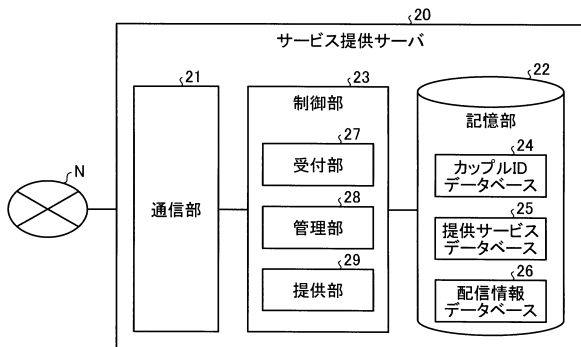 20
サービス提供サーバ
N
21
通信部
23
制御部
27
受付部
28
管理部
29
提供部
22
記憶部
24
カップルID
データベース
25
提供サービス
データベース
26
配信情報
データベース